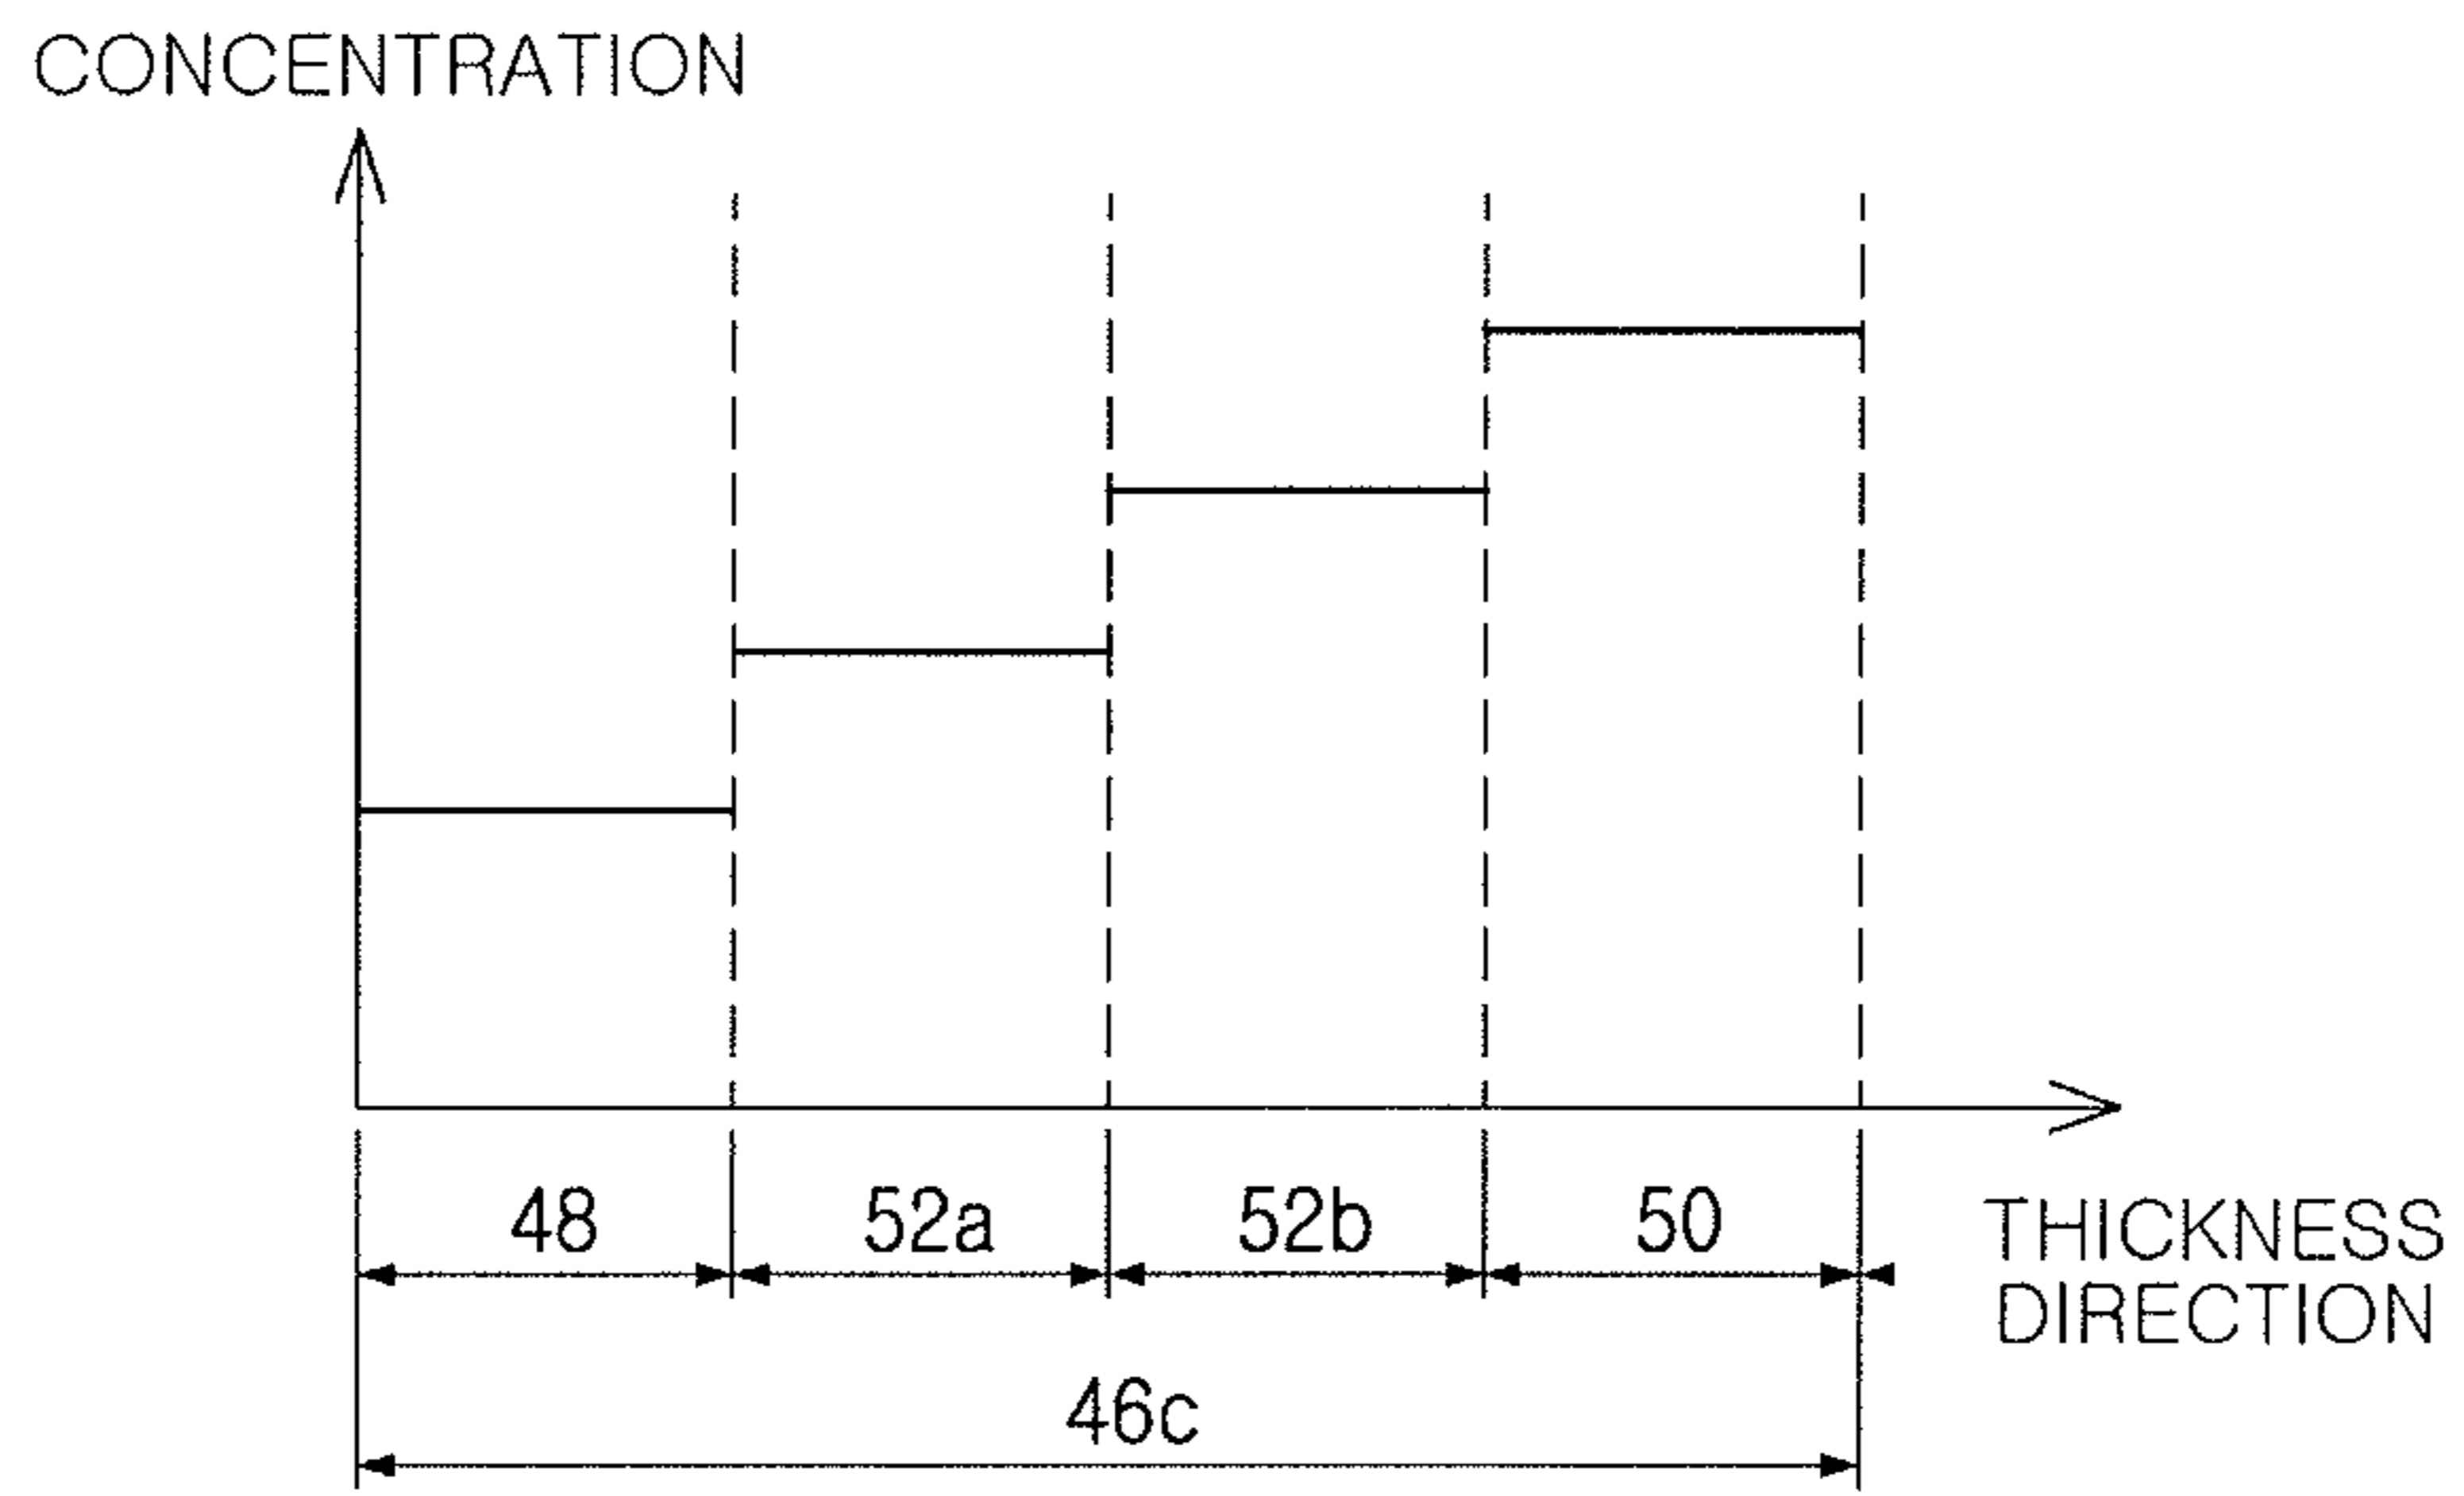 CONCENTRATION
48
52a
52b
50
THICKNESS
DIRECTION
46c